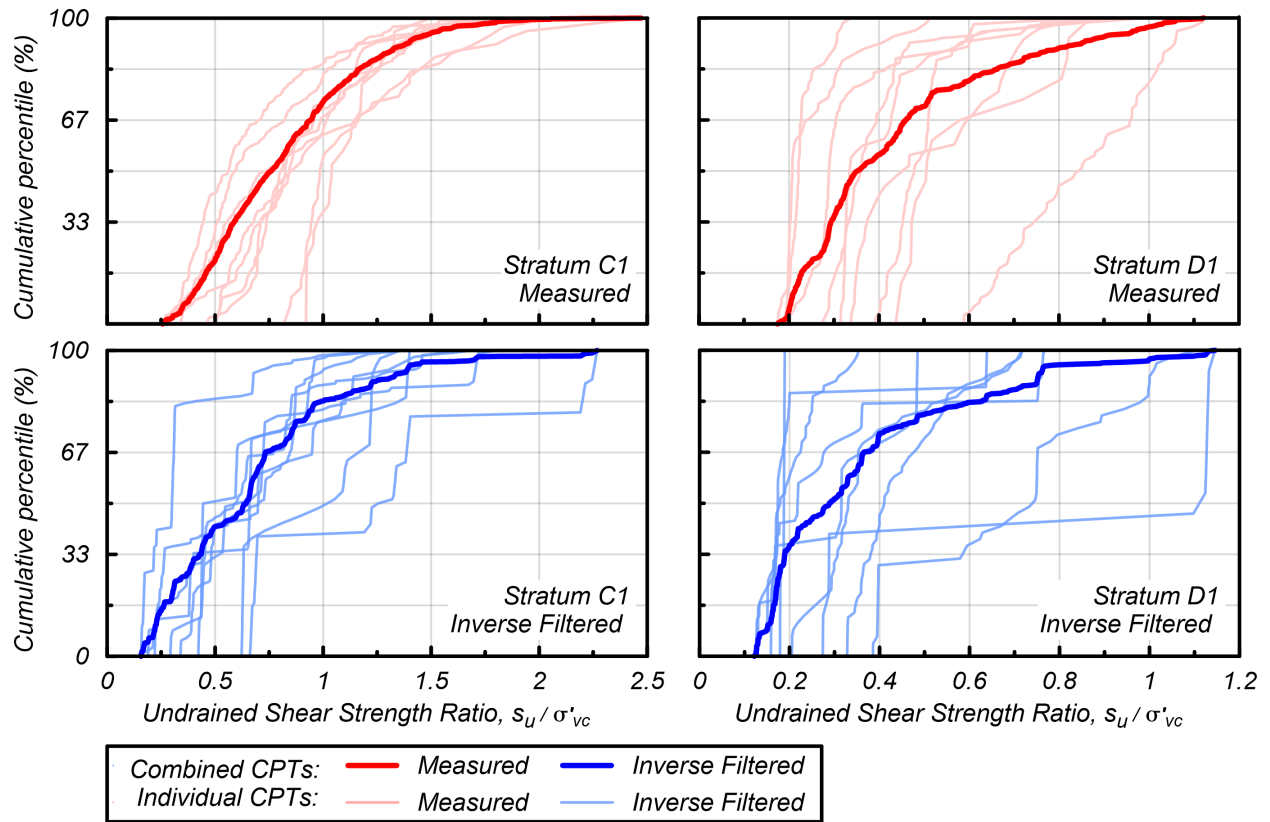 100
67
33
0
Cumulative percentile (%)
Stratum C1
Measured
Stratum D1
Measured
100
67
33
0
Cumulative percentile (%)
Stratum C1
Inverse Filtered
Stratum D1
Inverse Filtered
0 0.5 1 1.5 2 2.5
0 0.2 0.4 0.6 0.8 1 1.2
Undrained Shear Strength Ratio, su / σ'vc
Undrained Shear Strength Ratio, su / σ'vc
Combined CPTs: Measured Inverse Filtered
Individual CPTs: Measured Inverse Filtered